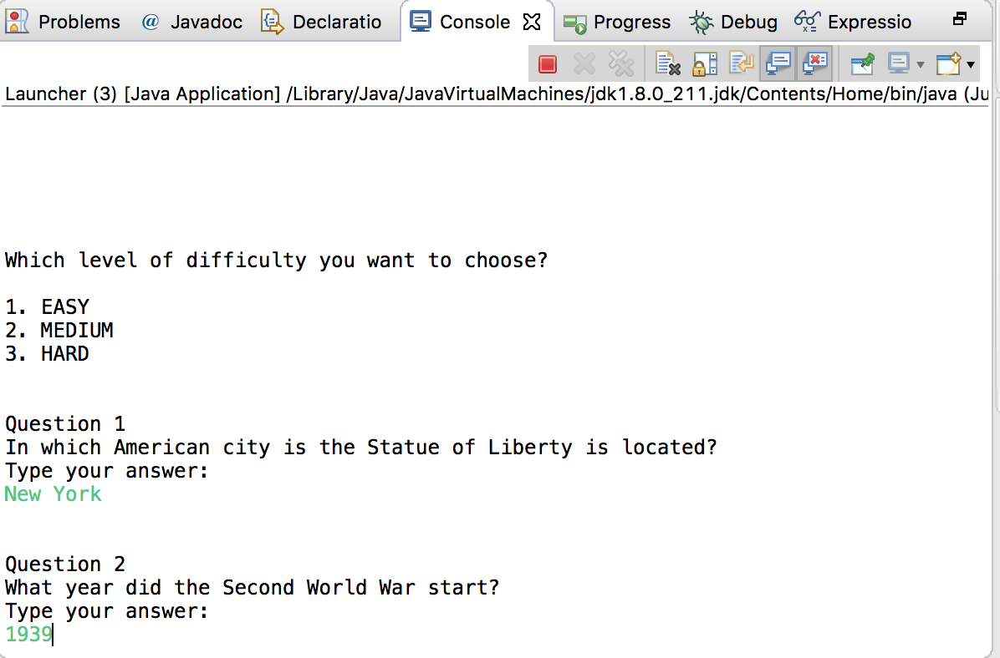 Problems @ Javadoc Declaratio Console Progress Debug Expressio
Launcher (3) [Java Application] /Library/Java/JavaVirtualMachines/jdk1.8.0_211.jdk/Contents/Home/bin/java (Ju
Which level of difficulty you want to choose?
1. EASY
2. MEDIUM
3. HARD
Question 1
In which American city is the Statue of Liberty is located?
Type your answer:
New York
Question 2
What year did the Second World War start?
Type your answer:
1939